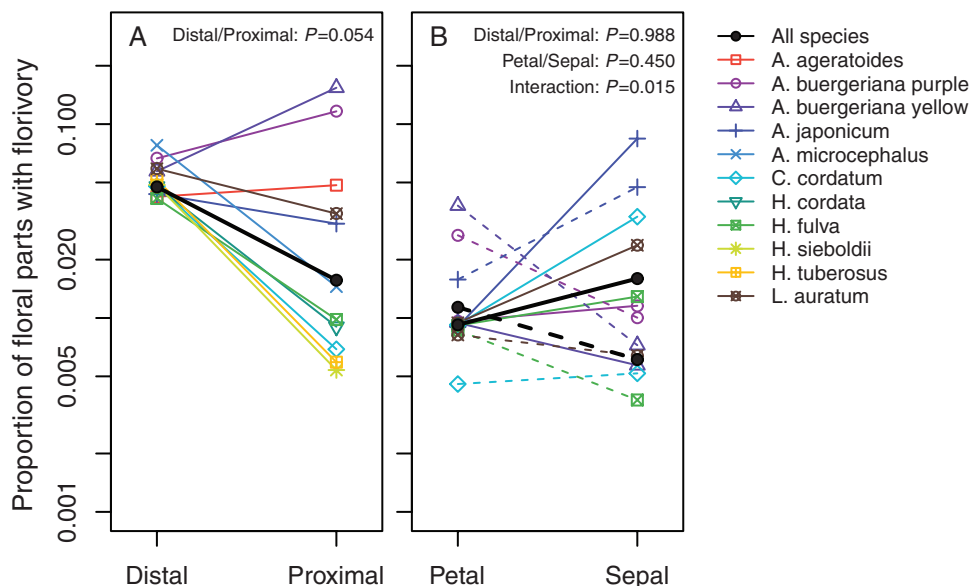 A
Distal/Proximal: P=0.054
B
Distal/Proximal: P=0.988
Petal/Sepal: P=0.450
Interaction: P=0.015
Proportion of floral parts with florivory
0.100
0.020
0.005
0.001
Distal
Proximal
Petal
Sepal
All species
A. ageratoides
A. buergeriana purple
A. buergeriana yellow
A. japonicum
A. microcephalus
C. cordatum
H. cordata
H. fulva
H. sieboldii
H. tuberosus
L. auratum